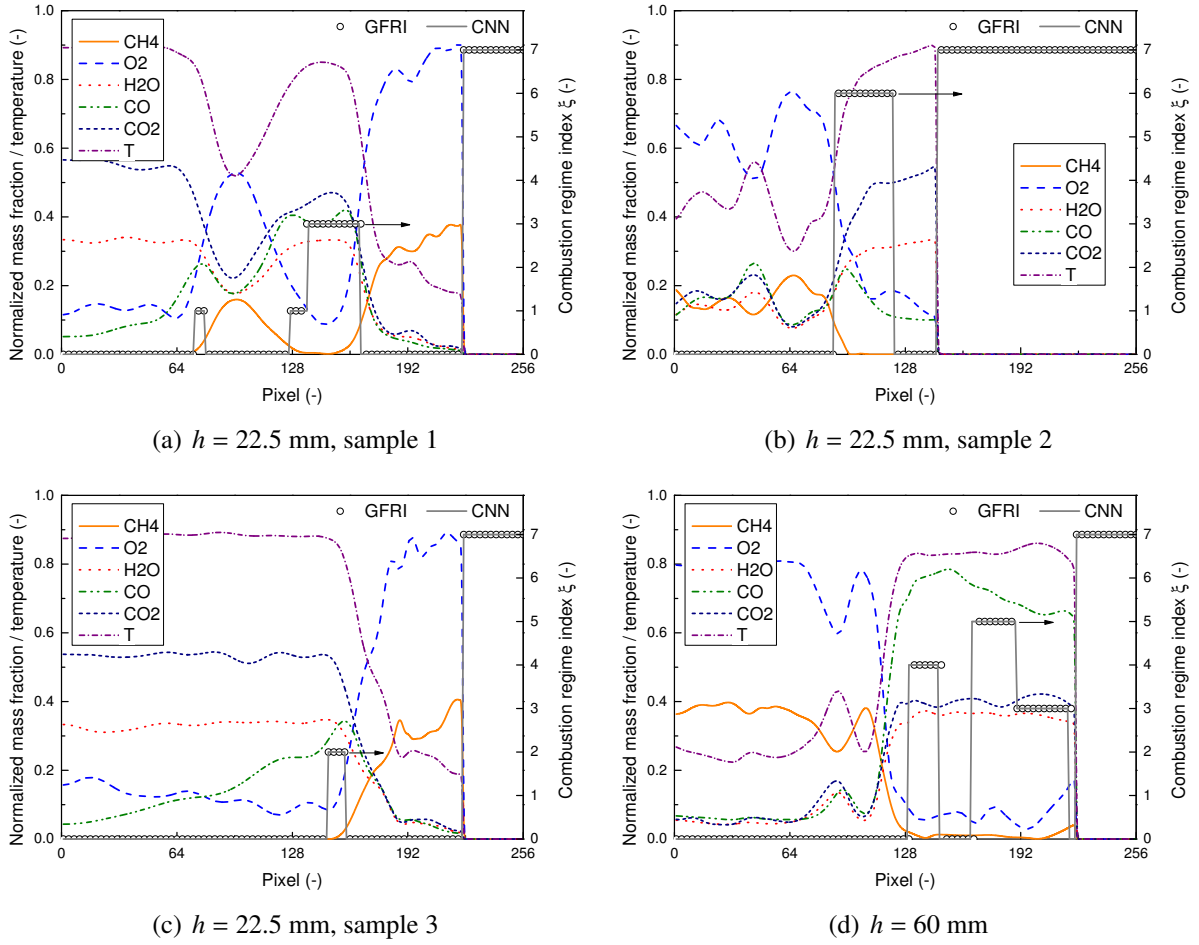 GFRI CNN
CH4
O2
H2O
CO
CO2
T
Normalized mass fraction / temperature (-)
1.0
0.8
0.6
0.4
0.2
0.0
7
6
5
4
3
2
1
0
Combustion regime index ξ (-)
0 64 128 192 256
Pixel (-)
(a) h = 22.5 mm, sample 1
GFRI CNN
CH4
O2
H2O
CO
CO2
T
Normalized mass fraction / temperature (-)
1.0
0.8
0.6
0.4
0.2
0.0
7
6
5
4
3
2
1
0
Combustion regime index ξ (-)
0 64 128 192 256
Pixel (-)
(b) h = 22.5 mm, sample 2
GFRI CNN
CH4
O2
H2O
CO
CO2
T
Normalized mass fraction / temperature (-)
1.0
0.8
0.6
0.4
0.2
0.0
7
6
5
4
3
2
1
0
Combustion regime index ξ (-)
0 64 128 192 256
Pixel (-)
(c) h = 22.5 mm, sample 3
GFRI CNN
CH4
O2
H2O
CO
CO2
T
Normalized mass fraction / temperature (-)
1.0
0.8
0.6
0.4
0.2
0.0
7
6
5
4
3
2
1
0
Combustion regime index ξ (-)
0 64 128 192 256
Pixel (-)
(d) h = 60 mm